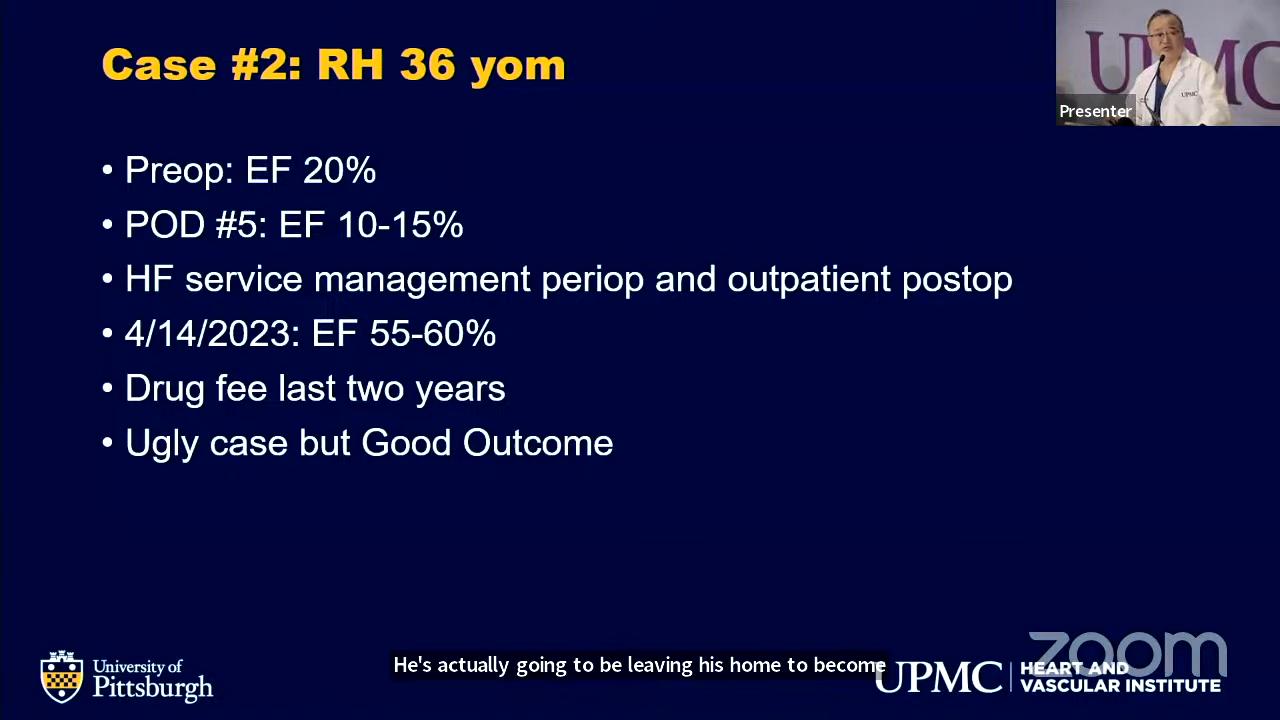 Case #2: RH 36 yom
UPMC
UPMC
Presenter
• Preop: EF 20%
• POD #5: EF 10-15%
• HF service management periop and outpatient postop
• 4/14/2023: EF 55-60%
• Drug fee last two years
• Ugly case but Good Outcome
University of
Pittsburgh
He's actually going to be leaving his home to become
UPMC
HEART AND
VASCULAR INSTITUTE
zoom